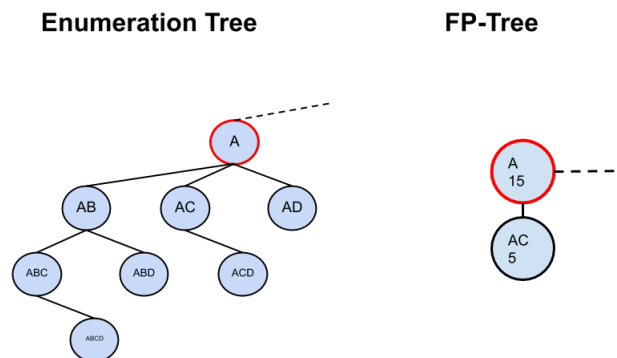 Enumeration Tree
FP-Tree
A
AB
AC
AD
ABC
ABD
ACD
ABCD
A
15
AC
5